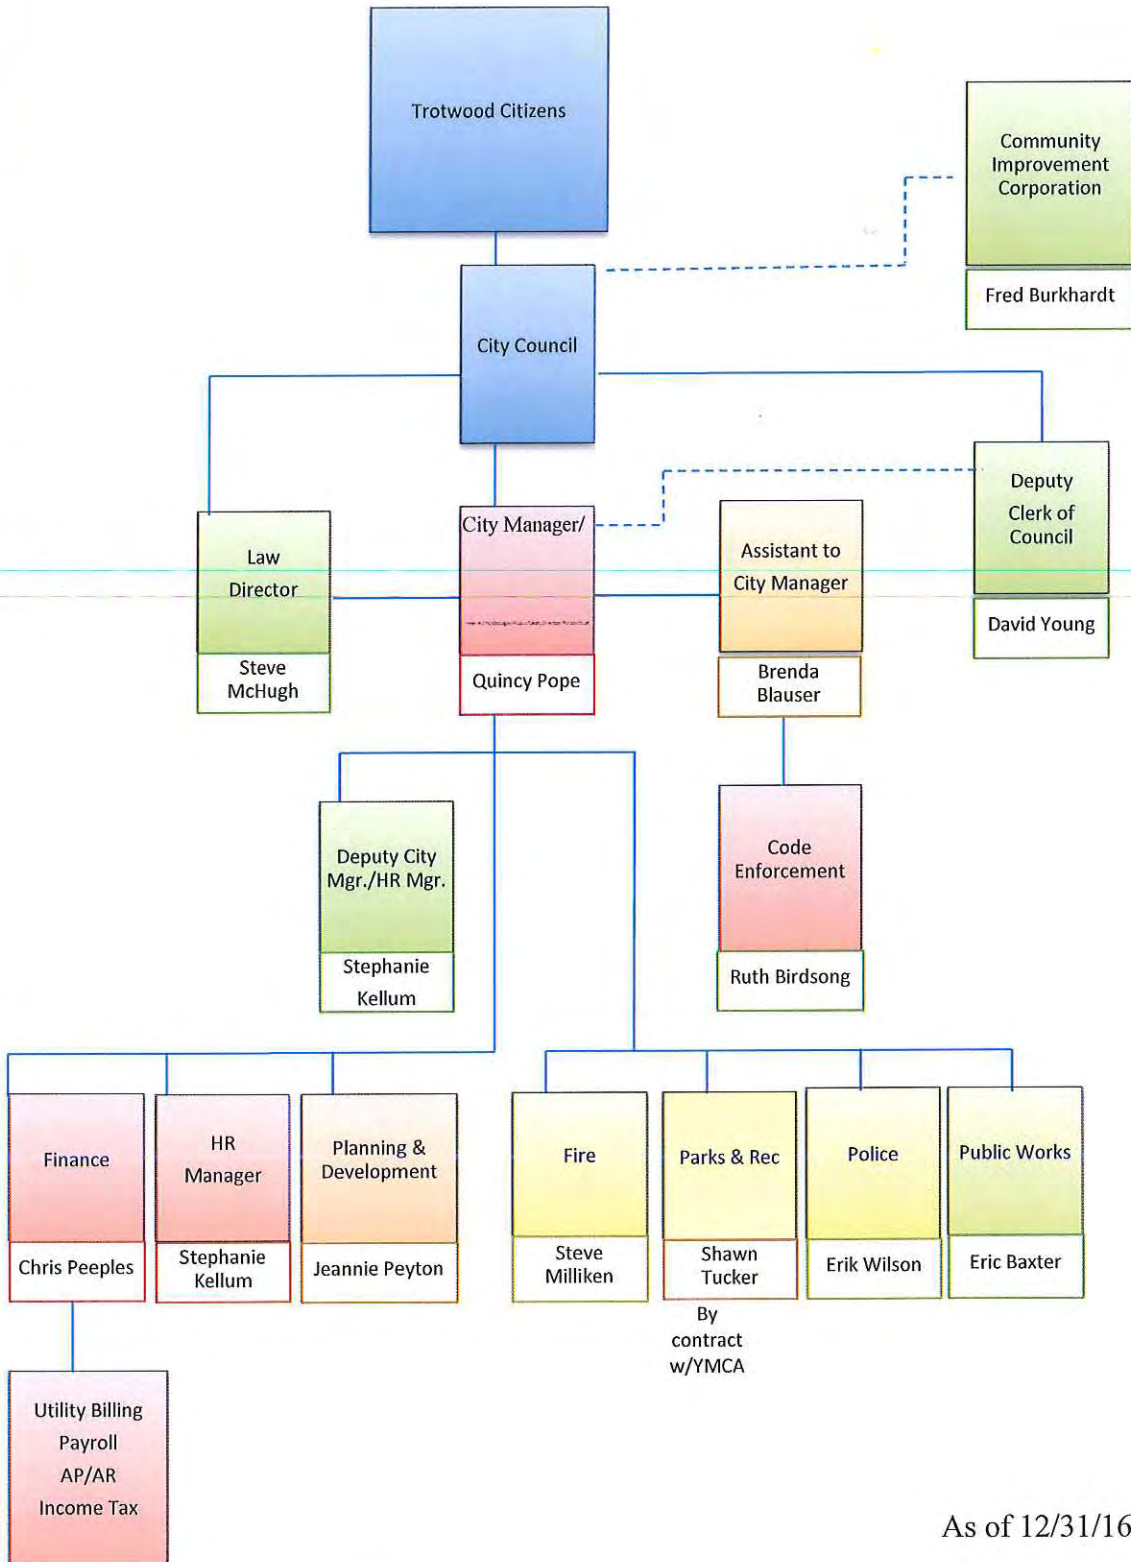 Trotwood Citizens
Community
Improvement
Corporation
Fred Burkhardt
City Council
Law
Director
Steve
McHugh
City Manager/
Quincy Pope
Assistant to
City Manager
Brenda
Blauser
Deputy
Clerk of
Council
David Young
Deputy City
Mgr./HR Mgr.
Stephanie
Kellum
Code
Enforcement
Ruth Birdsong
Finance
Chris Peeples
HR
Manager
Stephanie
Kellum
Planning &
Development
Jeannie Peyton
Fire
Steve
Milliken
Parks & Rec
Shawn
Tucker
By
contract
w/YMCA
Police
Erik Wilson
Public Works
Eric Baxter
Utility Billing
Payroll
AP/AR
Income Tax
As of 12/31/16